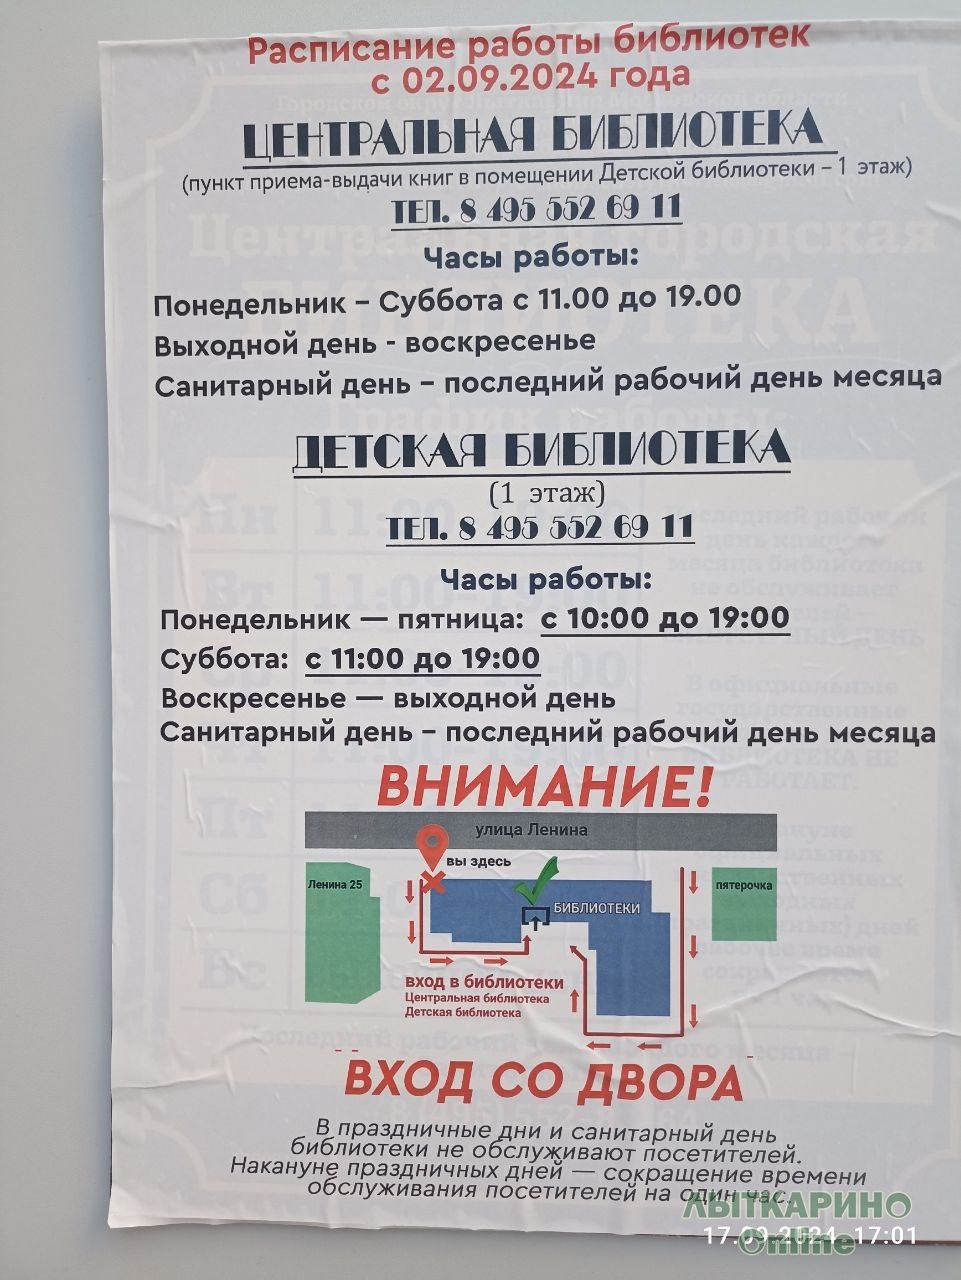 Расписание работы библиотек
с 02.09.2024 года
ЦЕНТРАЛЬНАЯ БИБЛИОТЕКА
(пункт приема-выдачи книг в помещении Детской библиотеки – 1 этаж)
ТЕЛ. 8 495 552 69 11
Часы работы:
Понедельник – Суббота с 11.00 до 19.00
Выходной день - воскресенье
Санитарный день – последний рабочий день месяца
ДЕТСКАЯ БИБЛИОТЕКА
(1 этаж)
ТЕЛ. 8 495 552 69 11
Часы работы:
Понедельник — пятница: с 10:00 до 19:00
Суббота: с 11:00 до 19:00
Воскресенье — выходной день
Санитарный день – последний рабочий день месяца
ВНИМАНИЕ!
улица Ленина
вы здесь
Ленина 25
пятерочка
БИБЛИОТЕКИ
вход в библиотеки
Центральная библиотека
Детская библиотека
ВХОД СО ДВОРА
В праздничные дни и санитарный день
библиотеки не обслуживают посетителей.
Накануне праздничных дней — сокращение времени
обслуживания посетителей на один час.
ЛЫТКАРИНО
17.09.2024 17:01
Online